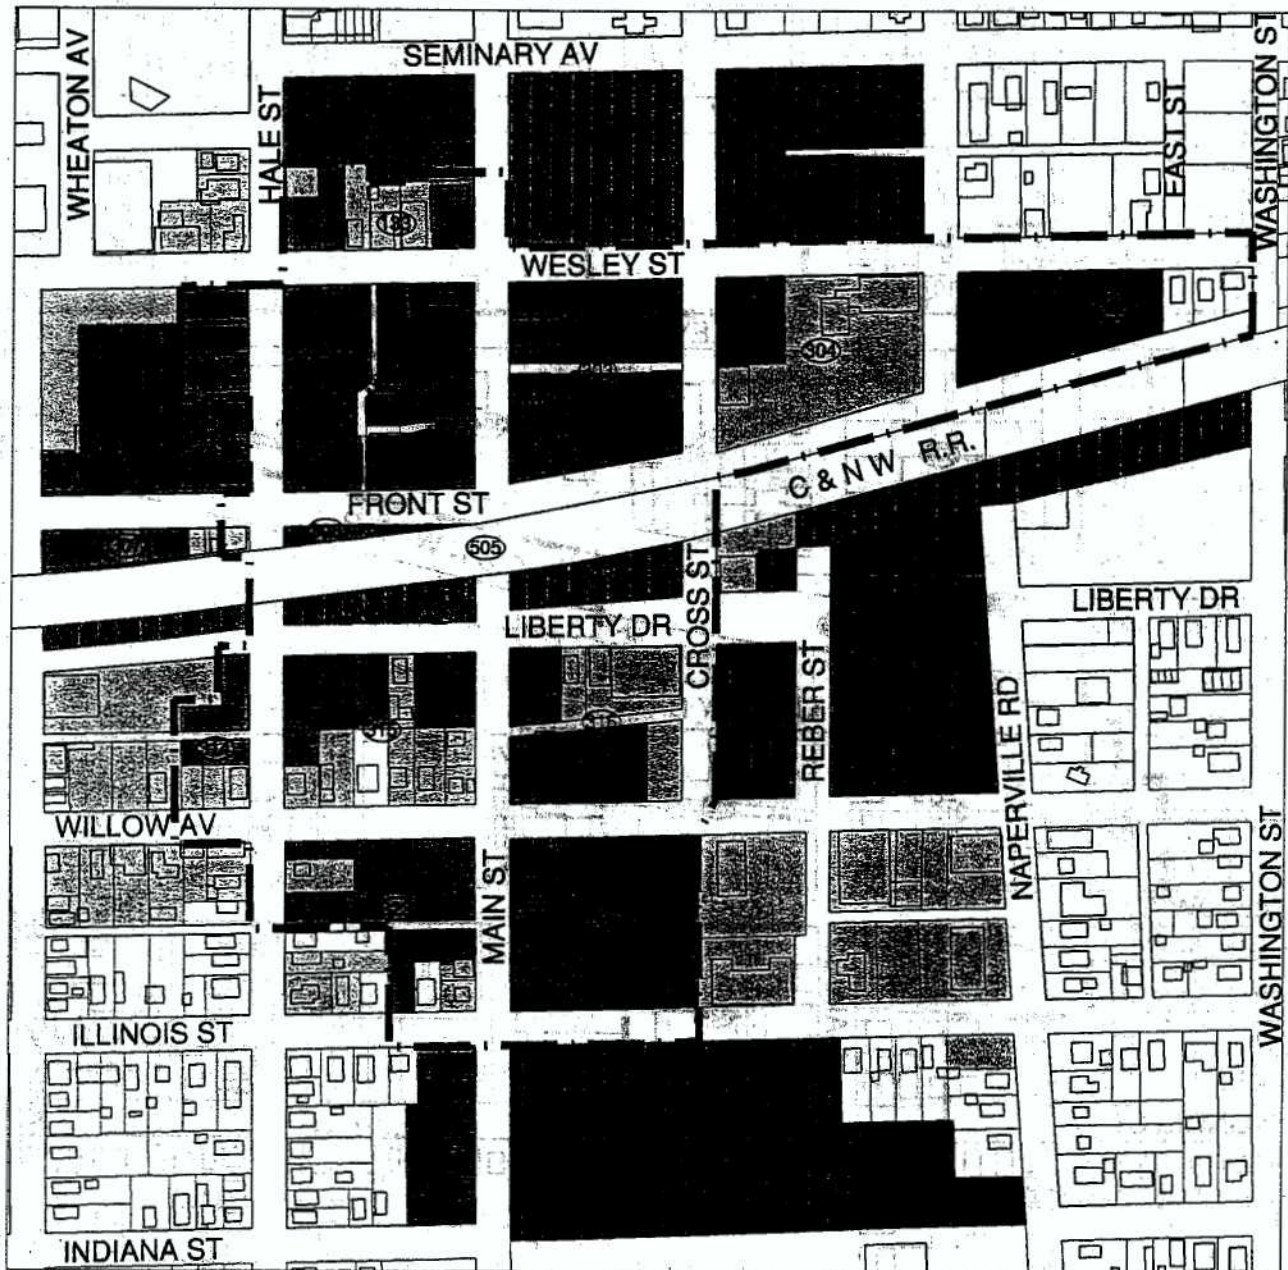 SEMINARY AV
WHEATON AV
HALE ST
EAST ST
WASHINGTON ST
188
WESLEY ST
304
C & N W R.R.
FRONT ST
505
CROSS ST
LIBERTY DR
LIBERTY DR
REBER ST
NAPERVILLE RD
WILLOW AV
MAIN ST
WASHINGTON ST
ILLINOIS ST
INDIANA ST